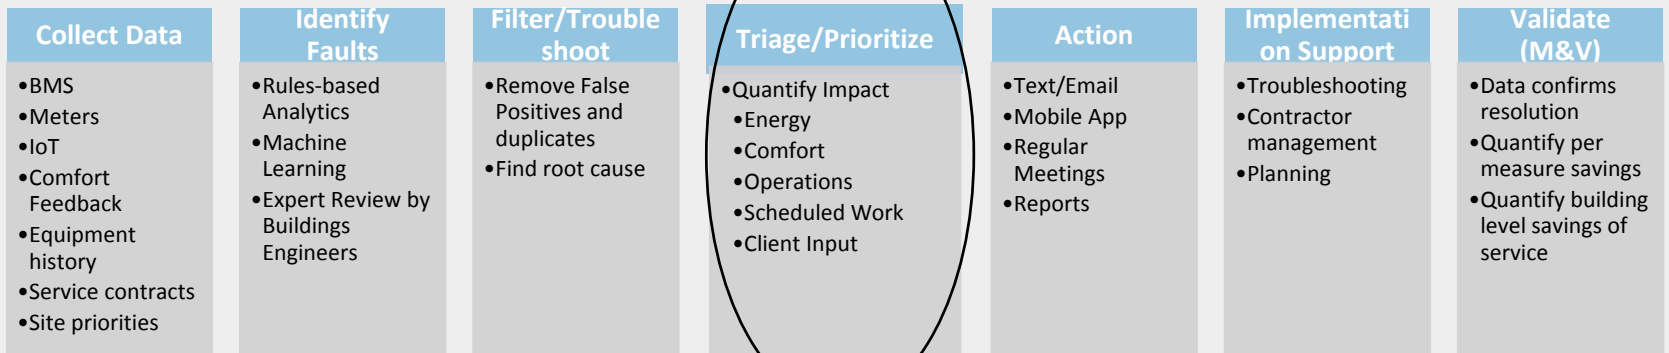 Collect Data
•BMS
•Meters
•IoT
•Comfort
Feedback
•Equipment
history
•Service contracts
•Site priorities
Identify
Faults
•Rules-based
Analytics
•Machine
Learning
•Expert Review by
Buildings
Engineers
Filter/Trouble
shoot
•Remove False
Positives and
duplicates
•Find root cause
Triage/Prioritize
•Quantify Impact
•Energy
•Comfort
•Operations
•Scheduled Work
•Client Input
Action
•Text/Email
•Mobile App
•Regular
Meetings
•Reports
Implementati
on Support
•Troubleshooting
•Contractor
management
•Planning
Validate
(M&V)
•Data confirms
resolution
•Quantify per
measure savings
•Quantify building
level savings of
service